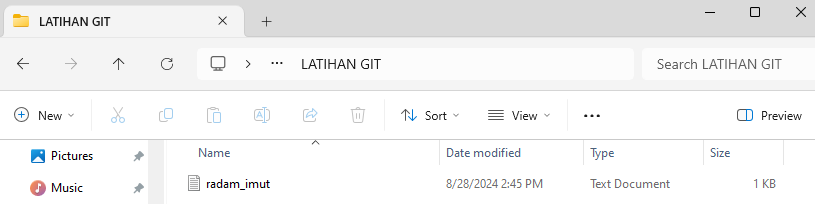 LATIHAN GIT
LATIHAN GIT Search LATIHAN GIT
New Sort View Preview
Pictures Name Date modified Type Size
Music radam_imut 8/28/2024 2:45 PM Text Document 1 KB